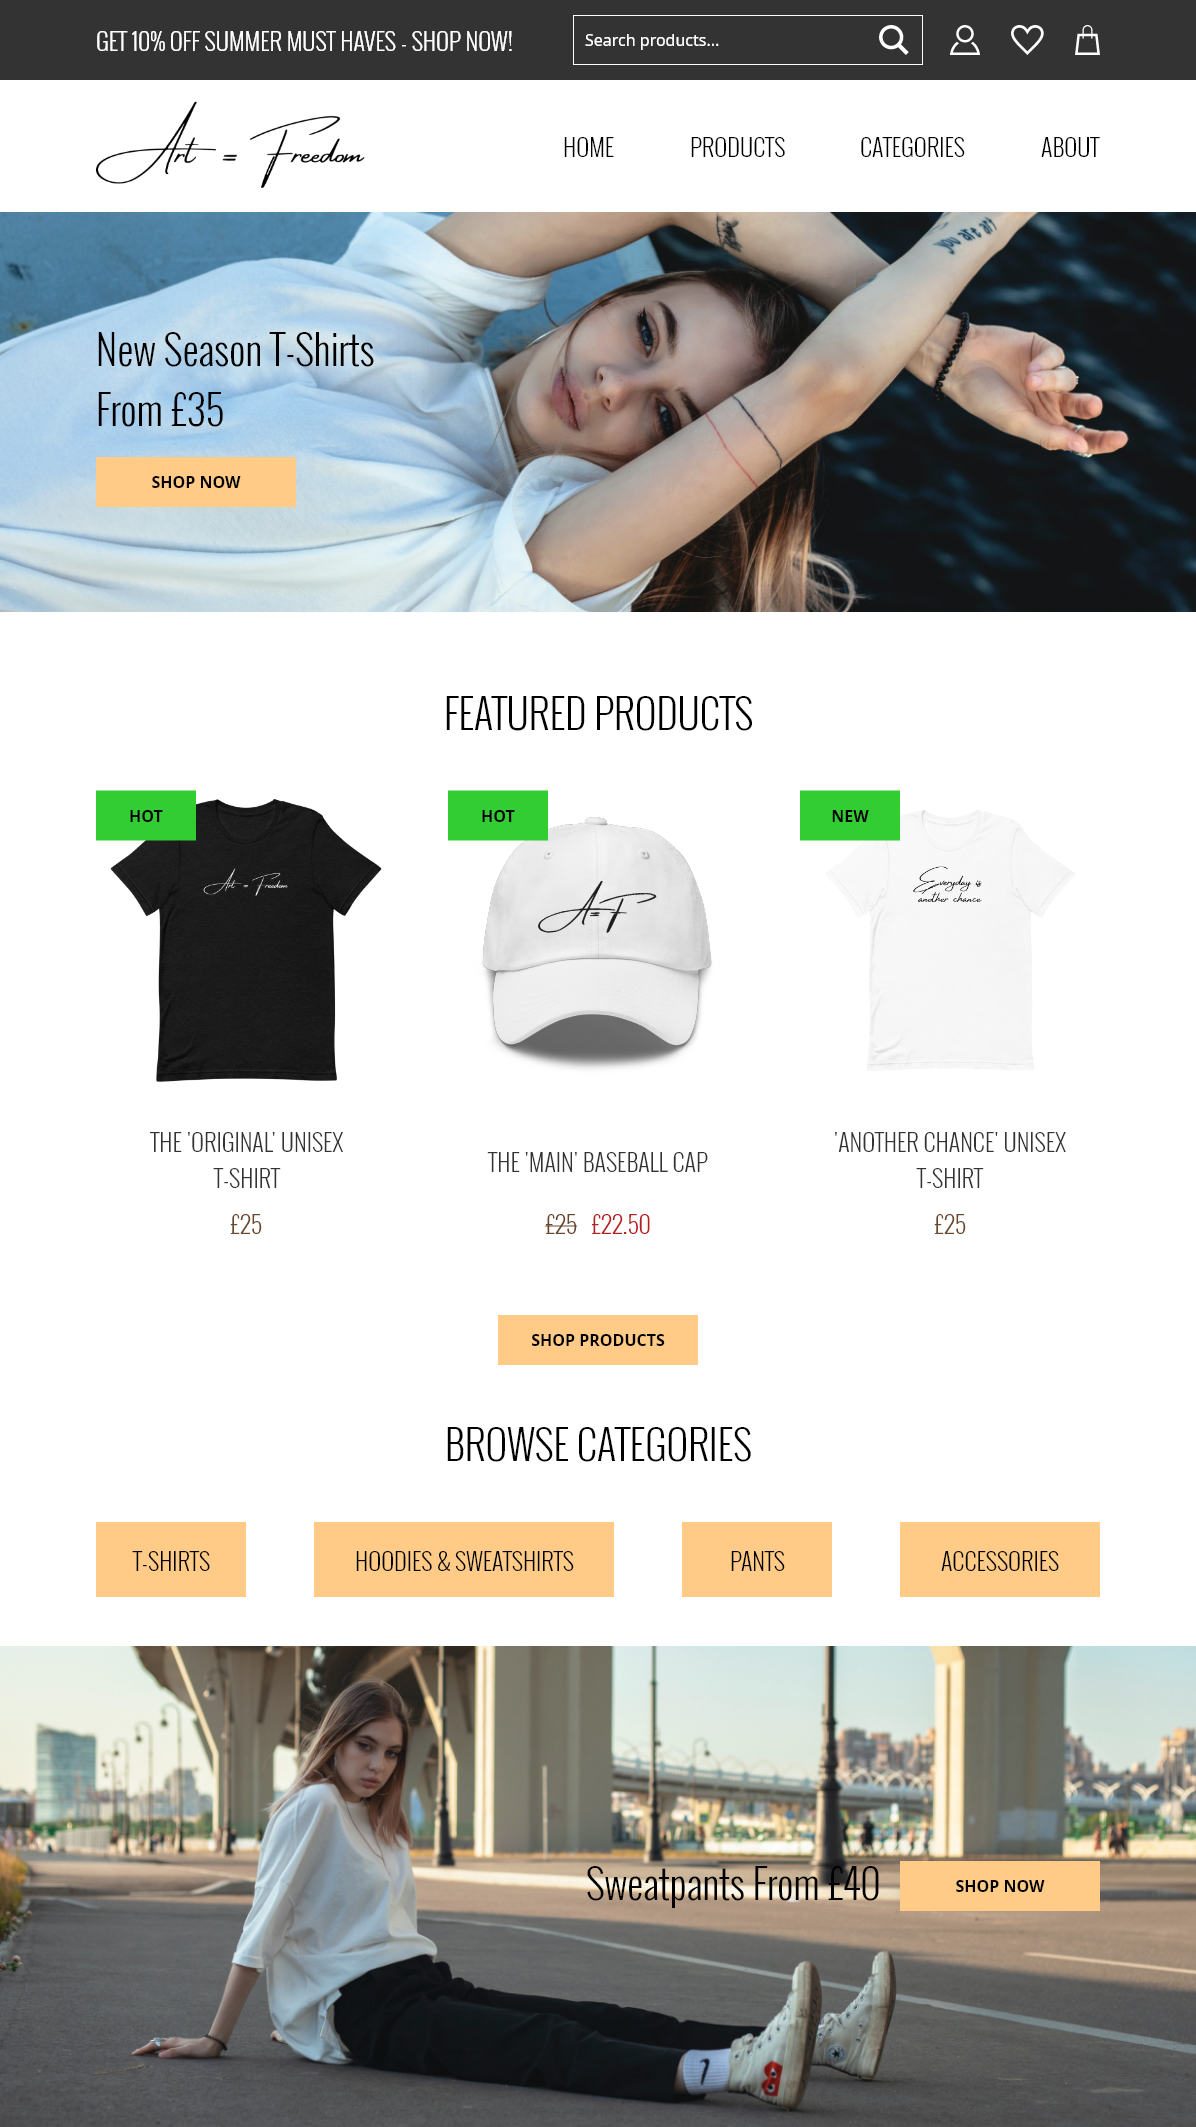 GET 10% OFF SUMMER MUST HAVES - SHOP NOW!
Search products...
Art = Freedom
HOME PRODUCTS CATEGORIES ABOUT
you are art
New Season T-Shirts
From £35
SHOP NOW
FEATURED PRODUCTS
HOT
HOT
NEW
Art = Freedom
A=F
Everyday is
another chance
THE 'ORIGINAL' UNISEX
T-SHIRT
£25
THE 'MAIN' BASEBALL CAP
£25 £22.50
'ANOTHER CHANCE' UNISEX
T-SHIRT
£25
SHOP PRODUCTS
BROWSE CATEGORIES
T-SHIRTS
HOODIES & SWEATSHIRTS
PANTS
ACCESSORIES
Sweatpants From £40
SHOP NOW